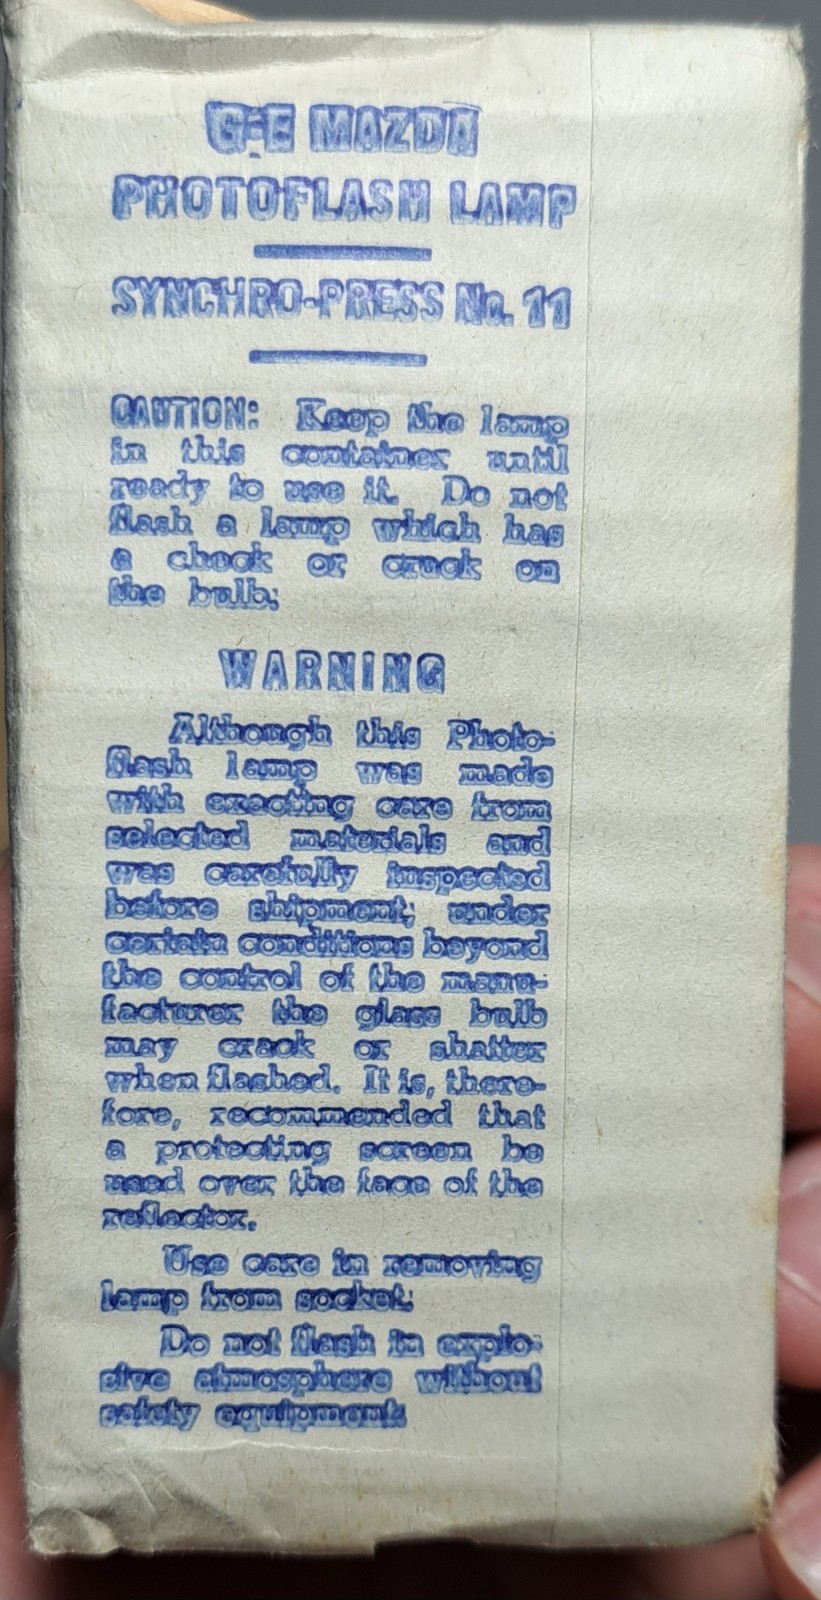 G-E MAZDA
PHOTOFLASH LAMP
SYNCHRO-PRESS No. 11
CAUTION: Keep the lamp
in this container until
ready to use it. Do not
flash a lamp which has
a check or crack on
the bulb.
WARNING
Although this Photo-
flash lamp was made
with exacting care from
selected materials and
was carefully inspected
before shipment, under
certain conditions beyond
the control of the manu-
facturer the glass bulb
may crack or shatter
when flashed. It is, there-
fore, recommended that
a protecting screen be
used over the face of the
reflector.
Use care in removing
lamp from socket.
Do not flash in explo-
sive atmosphere without
safety equipment.